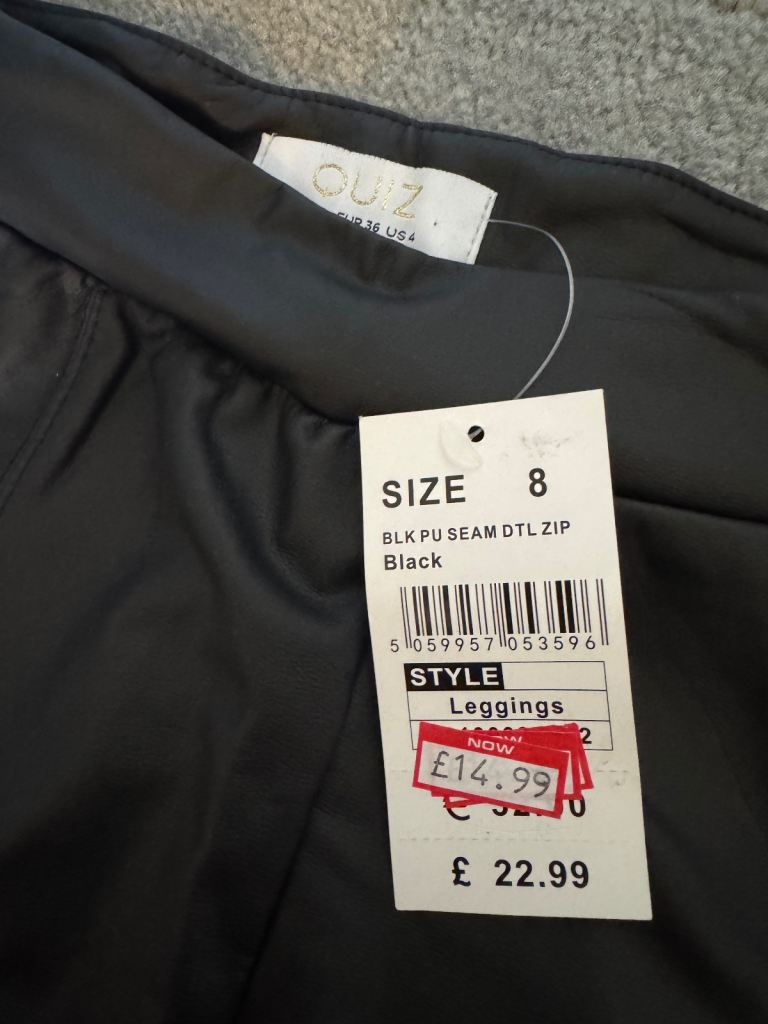 QUIZ
EUR 36 US 4
SIZE 8
BLK PU SEAM DTL ZIP
Black
5 059957 053596
STYLE
Leggings
NOW
£14.99
£ 22.99